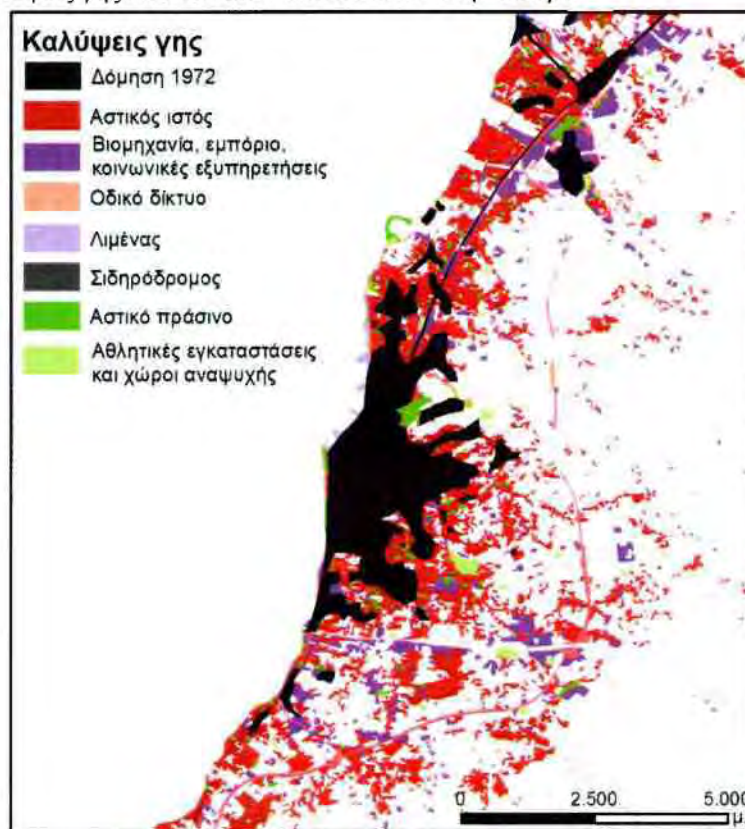 Καλύψεις γης
Δόμηση 1972
Αστικός ιστός
Βιομηχανία, εμπόριο,
κοινωνικές εξυπηρετήσεις
Οδικό δίκτυο
Λιμένας
Σιδηρόδρομος
Αστικό πράσινο
Αθλητικές εγκαταστάσεις
και χώροι αναψυχής
0 2.500 5.000
μ